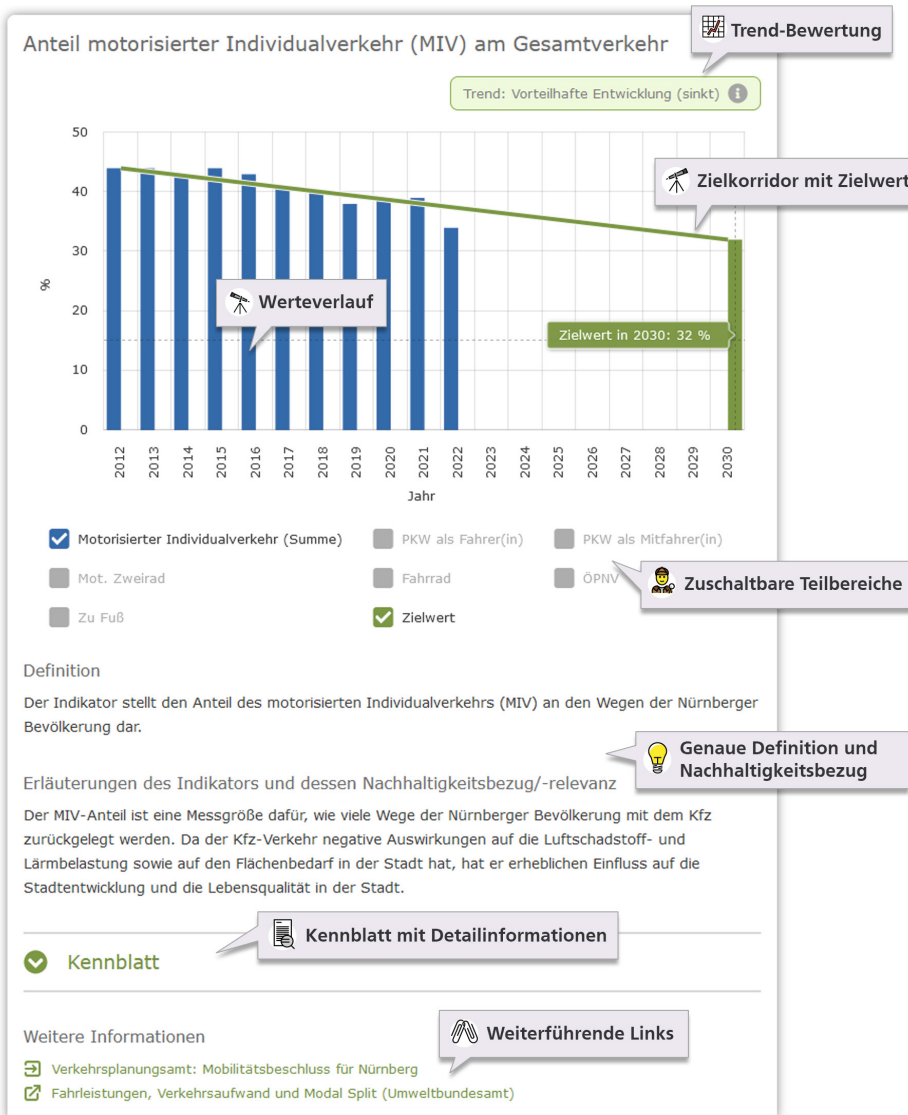 Anteil motorisierter Individualverkehr (MIV) am Gesamtverkehr
Trend-Bewertung
Trend: Vorteilhafte Entwicklung (sinkt)
50
40
30
20
10
0
%
Zielkorridor mit Zielwert
Werteverlauf
Zielwert in 2030: 32 %
2012
2013
2014
2015
2016
2017
2018
2019
2020
2021
2022
2023
2024
2025
2026
2027
2028
2029
2030
Jahr
Motorisierter Individualverkehr (Summe)
PKW als Fahrer(in)
PKW als Mitfahrer(in)
Mot. Zweirad
Fahrrad
ÖPNV
Zuschaltbare Teilbereiche
Zu Fuß
Zielwert
Definition
Der Indikator stellt den Anteil des motorisierten Individualverkehrs (MIV) an den Wegen der Nürnberger
Bevölkerung dar.
Genaue Definition und
Nachhaltigkeitsbezug
Erläuterungen des Indikators und dessen Nachhaltigkeitsbezug/-relevanz
Der MIV-Anteil ist eine Messgröße dafür, wie viele Wege der Nürnberger Bevölkerung mit dem Kfz
zurückgelegt werden. Da der Kfz-Verkehr negative Auswirkungen auf die Luftschadstoff- und
Lärmbelastung sowie auf den Flächenbedarf in der Stadt hat, hat er erheblichen Einfluss auf die
Stadtentwicklung und die Lebensqualität in der Stadt.
Kennblatt mit Detailinformationen
Kennblatt
Weitere Informationen
Weiterführende Links
Verkehrsplanungsamt: Mobilitätsbeschluss für Nürnberg
Fahrleistungen, Verkehrsaufwand und Modal Split (Umweltbundesamt)